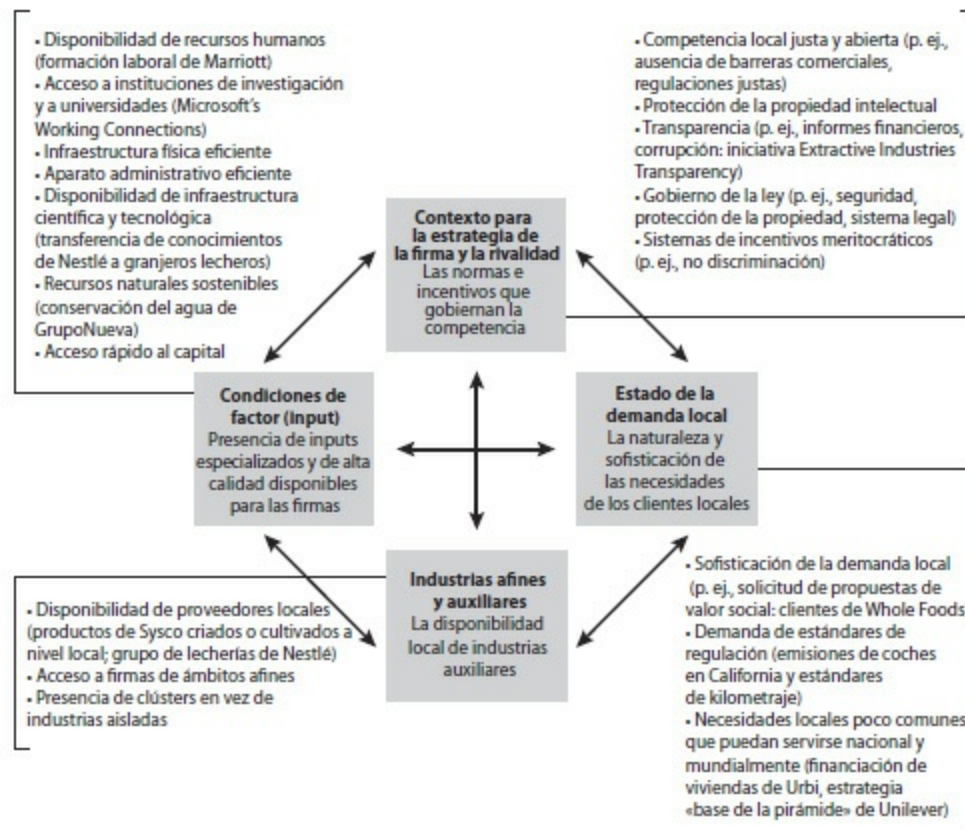 • Disponibilidad de recursos humanos
(formación laboral de Marriott)
• Acceso a instituciones de investigación
y a universidades (Microsoft's
Working Connections)
• Infraestructura física eficiente
• Aparato administrativo eficiente
• Disponibilidad de infraestructura
científica y tecnológica
(transferencia de conocimientos
de Nestlé a granjeros lecheros)
• Recursos naturales sostenibles
(conservación del agua de
GrupoNueva)
• Acceso rápido al capital
• Competencia local justa y abierta (p. ej.,
ausencia de barreras comerciales,
regulaciones justas)
• Protección de la propiedad intelectual
• Transparencia (p. ej., informes financieros,
corrupción: iniciativa Extractive Industries
Transparency)
• Gobierno de la ley (p. ej., seguridad,
protección de la propiedad, sistema legal)
• Sistemas de incentivos meritocráticos
(p. ej., no discriminación)
Contexto para
la estrategia de
la firma y la rivalidad
Las normas e
incentivos que
gobiernan la
competencia
Condiciones de
factor (input)
Presencia de inputs
especializados y de alta
calidad disponibles
para las firmas
Estado de la
demanda local
La naturaleza y
sofisticación de
las necesidades
de los clientes locales
Industrias afines
y auxiliares
La disponibilidad
local de industrias
auxiliares
• Disponibilidad de proveedores locales
(productos de Sysco criados o cultivados a
nivel local; grupo de lecherías de Nestlé)
• Acceso a firmas de ámbitos afines
• Presencia de clústers en vez de
industrias aisladas
• Sofisticación de la demanda local
(p. ej., solicitud de propuestas de
valor social: clientes de Whole Foods
• Demanda de estándares de
regulación (emisiones de coches
en California y estándares
de kilometraje)
• Necesidades locales poco comunes
que puedan servirse nacional y
mundialmente (financiación de
viviendas de Urbi, estrategia
«base de la pirámide» de Unilever)